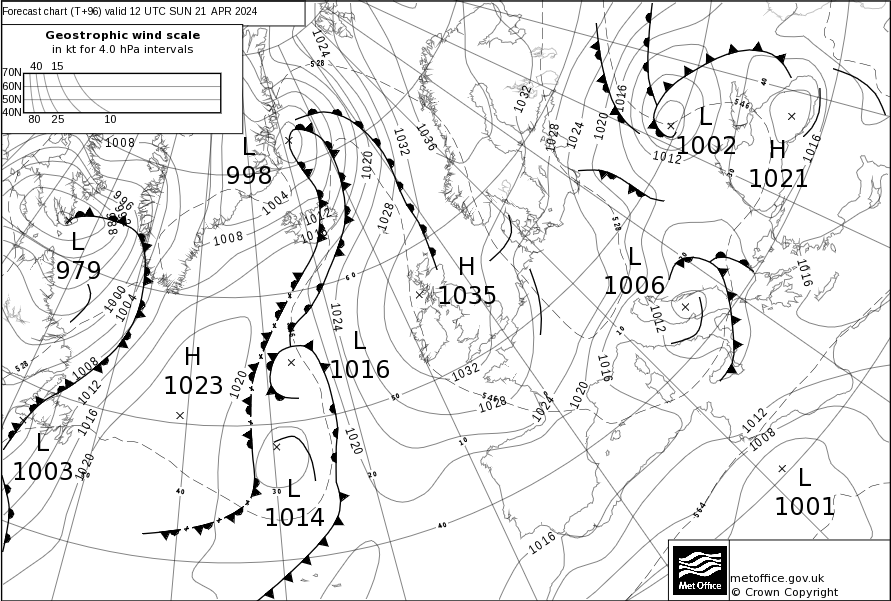 Forecast chart (T+96) valid 12 UTC SUN 21 APR 2024
Geostrophic wind scale
in kt for 4.0 hPa intervals
40 15
70N
60N
50N
40N
80 25 10
1024
528
1032
1016
1020
1024
1028
40
546
L
1002
1012
H
1021
1016
1008
L
998
1004
1012
1008
1020
1032
1036
1028
996
988
L
979
1000
1004
60
H
1035
528
L
1006
1012
1016
10
1024
L
1016
H
1023
1020
1032
1028
546
1024
1020
1016
50
528
1008
1012
1016
1020
L
1003
1020
10
20
40
30
L
1014
40
1012
1008
L
1001
564
1016
Met Office
metoffice.gov.uk
© Crown Copyright